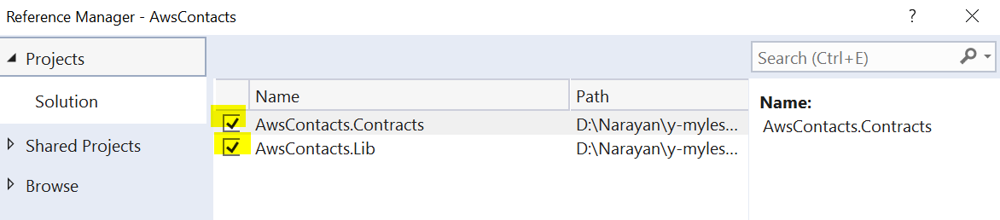 Reference Manager - AwsContacts
?
Projects
Search (Ctrl+E)
Name Path
Name:
Solution
AwsContacts.Contracts D:\Narayan\y-myles...
AwsContacts.Contracts
AwsContacts.Lib D:\Narayan\y-myles...
Shared Projects
Browse